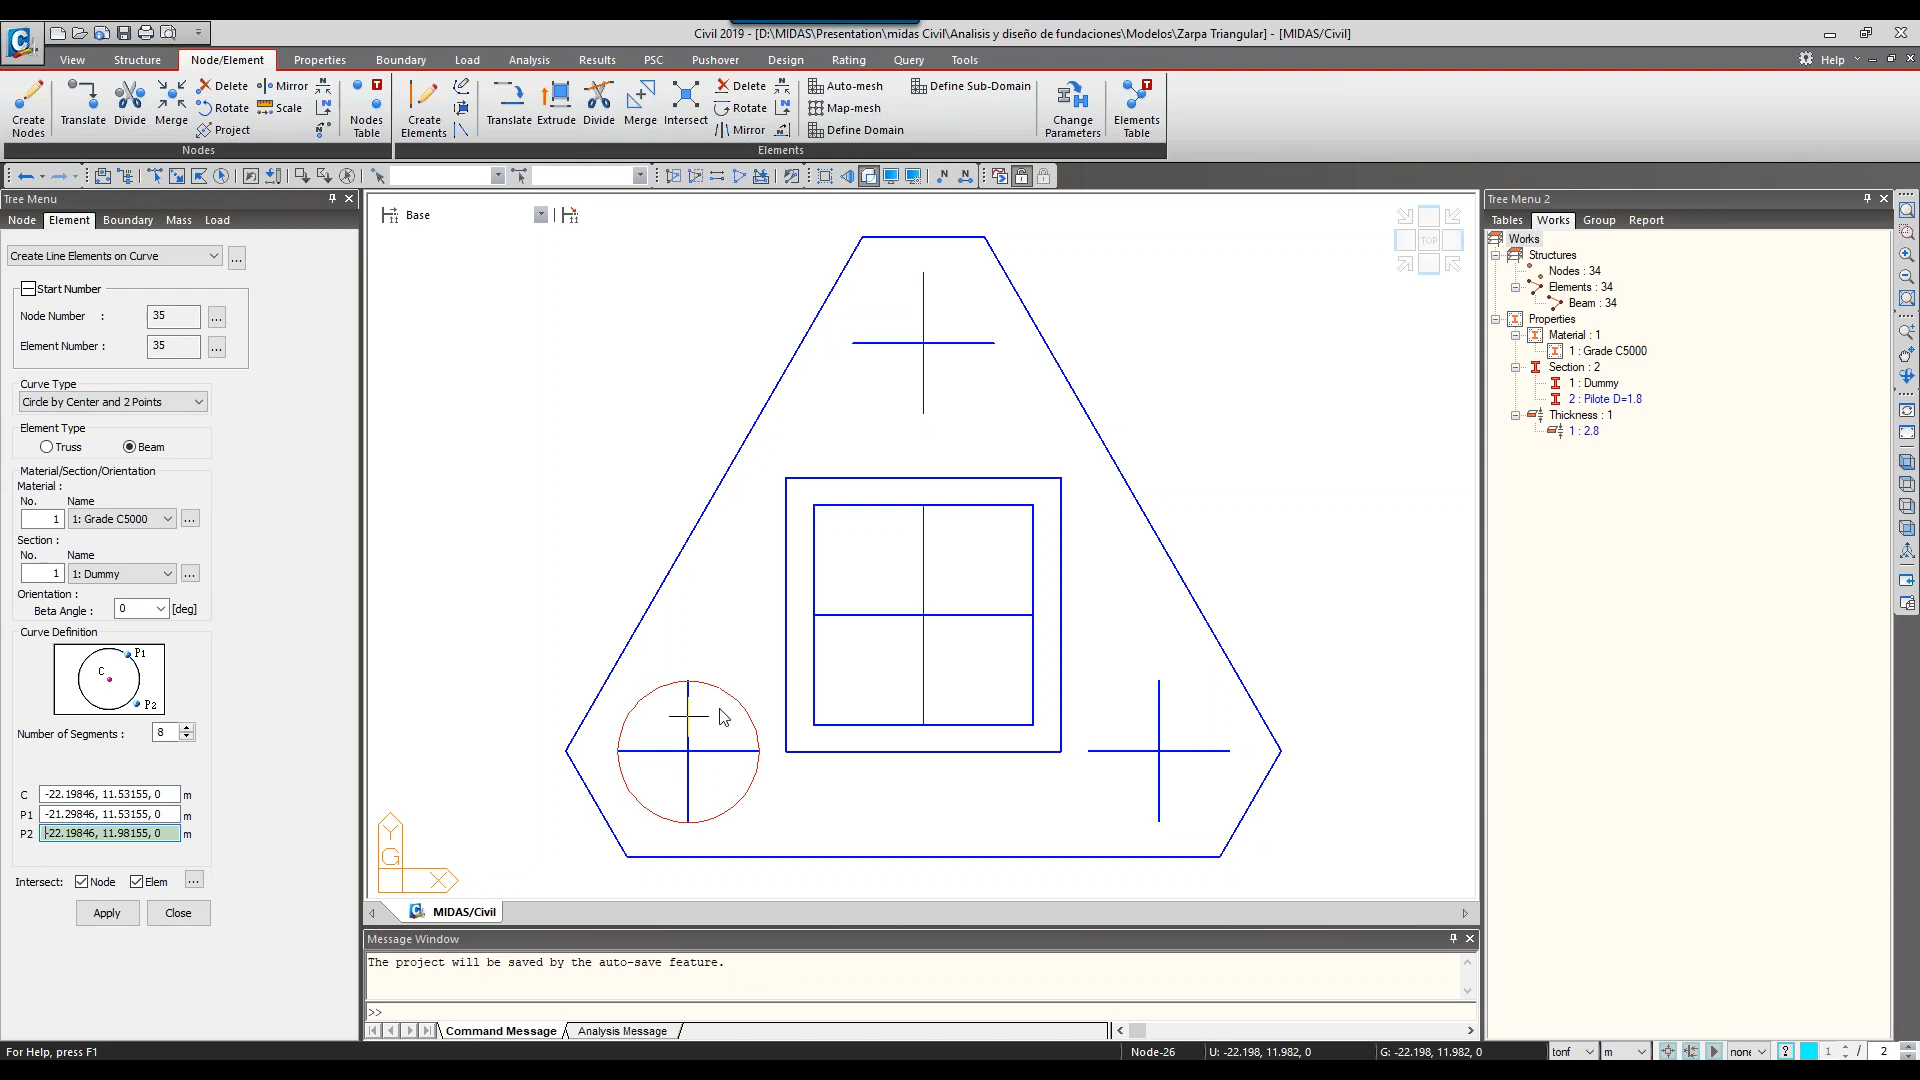 Civil 2019 - [D:\MIDAS\Presentation\midas Civil\Analisis y diseño de fundaciones\Modelos\Zarpa Triangular] - [MIDAS/Civil]
View Structure Node/Element Properties Boundary Load Analysis Results PSC Pushover Design Rating Query Tools Help
Create Nodes Translate Divide Merge Delete Rotate Project Mirror Scale Nodes Table
Create Elements Translate Extrude Divide Merge Intersect Delete Rotate Mirror Auto-mesh Map-mesh Define Domain Define Sub-Domain Change Parameters Elements Table
Nodes Elements
Tree Menu
Node Element Boundary Mass Load
Create Line Elements on Curve ...
Start Number
Node Number : 35 ...
Element Number : 35 ...
Curve Type
Circle by Center and 2 Points
Element Type
Truss Beam
Material/Section/Orientation
Material :
No. Name
1 1: Grade C5000 ...
Section :
No. Name
1 1: Dummy ...
Orientation :
Beta Angle : 0 [deg]
Curve Definition
P1
C
P2
Number of Segments : 8
C -22.19846, 11.53155, 0 m
P1 -21.29846, 11.53155, 0 m
P2 -22.19846, 11.98155, 0 m
Intersect: Node Elem ...
Apply Close
Base
TOP
Y
G
X
MIDAS/Civil
Message Window
The project will be saved by the auto-save feature.
>>
Command Message Analysis Message
Tree Menu 2
Tables Works Group Report
Works
Structures
Nodes : 34
Elements : 34
Beam : 34
Properties
Material : 1
1 : Grade C5000
Section : 2
1 : Dummy
2 : Pilote D=1.8
Thickness : 1
1 : 2.8
For Help, press F1 Node-26 U: -22.198, 11.982, 0 G: -22.198, 11.982, 0 tonf m none ? 1 / 2